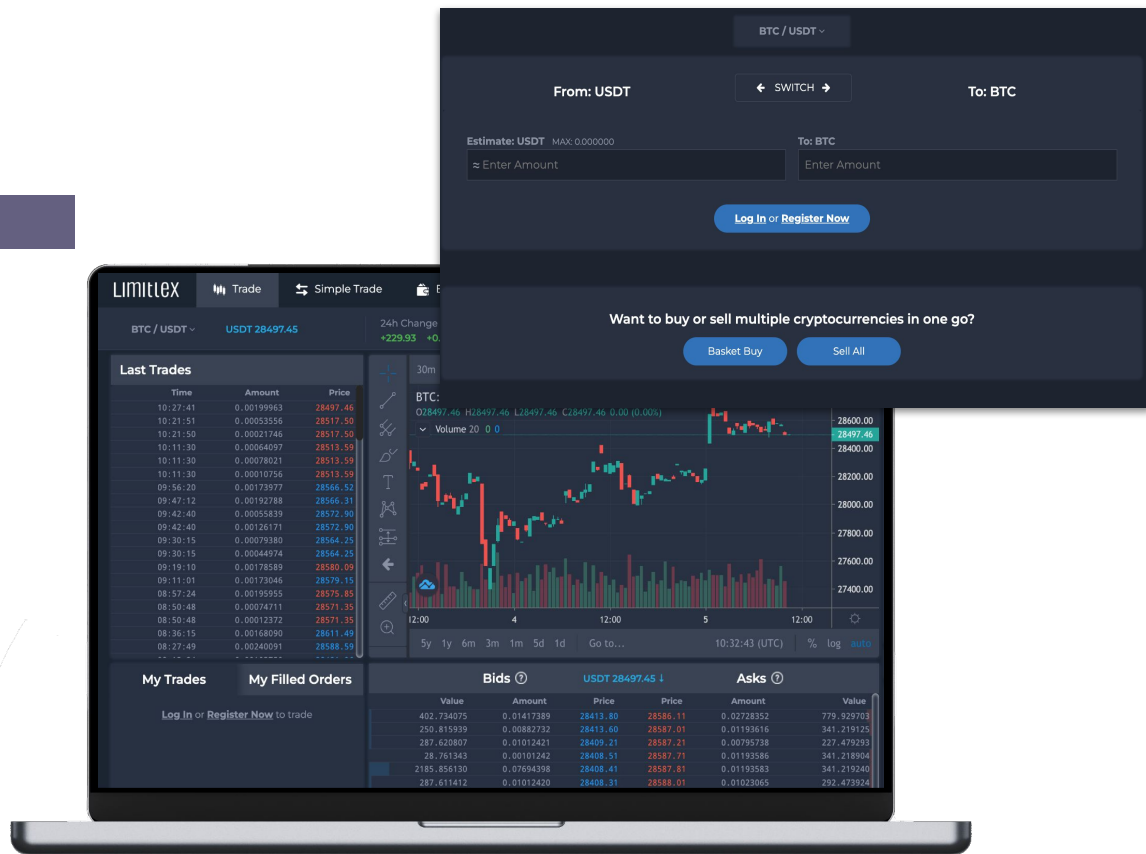 BTC / USDT
From: USDT
← SWITCH →
To: BTC
Estimate: USDT MAX: 0.000000
To: BTC
≈ Enter Amount
Enter Amount
Log In or Register Now
Want to buy or sell multiple cryptocurrencies in one go?
Basket Buy
Sell All
LIMITLEX
Trade
Simple Trade
BTC / USDT
USDT 28497.45
24h Change
+229.93 +0.
Last Trades
Time Amount Price
10:27:41 0.00199963 28497.46
10:21:51 0.00053556 28517.50
10:21:50 0.00021746 28517.50
10:11:30 0.00064097 28513.59
10:11:30 0.00078021 28513.59
10:11:30 0.00010756 28513.59
09:56:20 0.00173977 28566.52
09:47:12 0.00192788 28566.31
09:42:40 0.00055839 28572.90
09:42:40 0.00126171 28572.90
09:30:15 0.00079380 28564.25
09:30:15 0.00044974 28564.25
09:19:10 0.00178589 28580.09
09:11:01 0.00173046 28579.15
08:57:24 0.00195955 28575.85
08:50:48 0.00074711 28571.35
08:50:48 0.00012372 28571.35
08:36:15 0.00168090 28611.49
08:27:49 0.00240091 28588.59
30m
BTC:
O28497.46 H28497.46 L28497.46 C28497.46 0.00 (0.00%)
Volume 20 0 0
28600.00
28497.46
28400.00
28200.00
28000.00
27800.00
27600.00
27400.00
12:00 4 12:00 5 12:00
5y 1y 6m 3m 1m 5d 1d Go to... 10:32:43 (UTC) % log auto
My Trades
My Filled Orders
Log In or Register Now to trade
Bids
USDT 28497.45 ↓
Asks
Value Amount Price Price Amount Value
402.734075 0.01417389 28413.80 28586.11 0.02728352 779.929703
250.815939 0.00882732 28413.60 28587.01 0.01193616 341.219125
287.620807 0.01012421 28409.21 28587.21 0.00795738 227.479293
28.761343 0.00101242 28408.51 28587.71 0.01193586 341.218904
2185.856130 0.07694398 28408.41 28587.81 0.01193583 341.219240
287.611412 0.01012420 28408.31 28588.01 0.01023065 292.473924